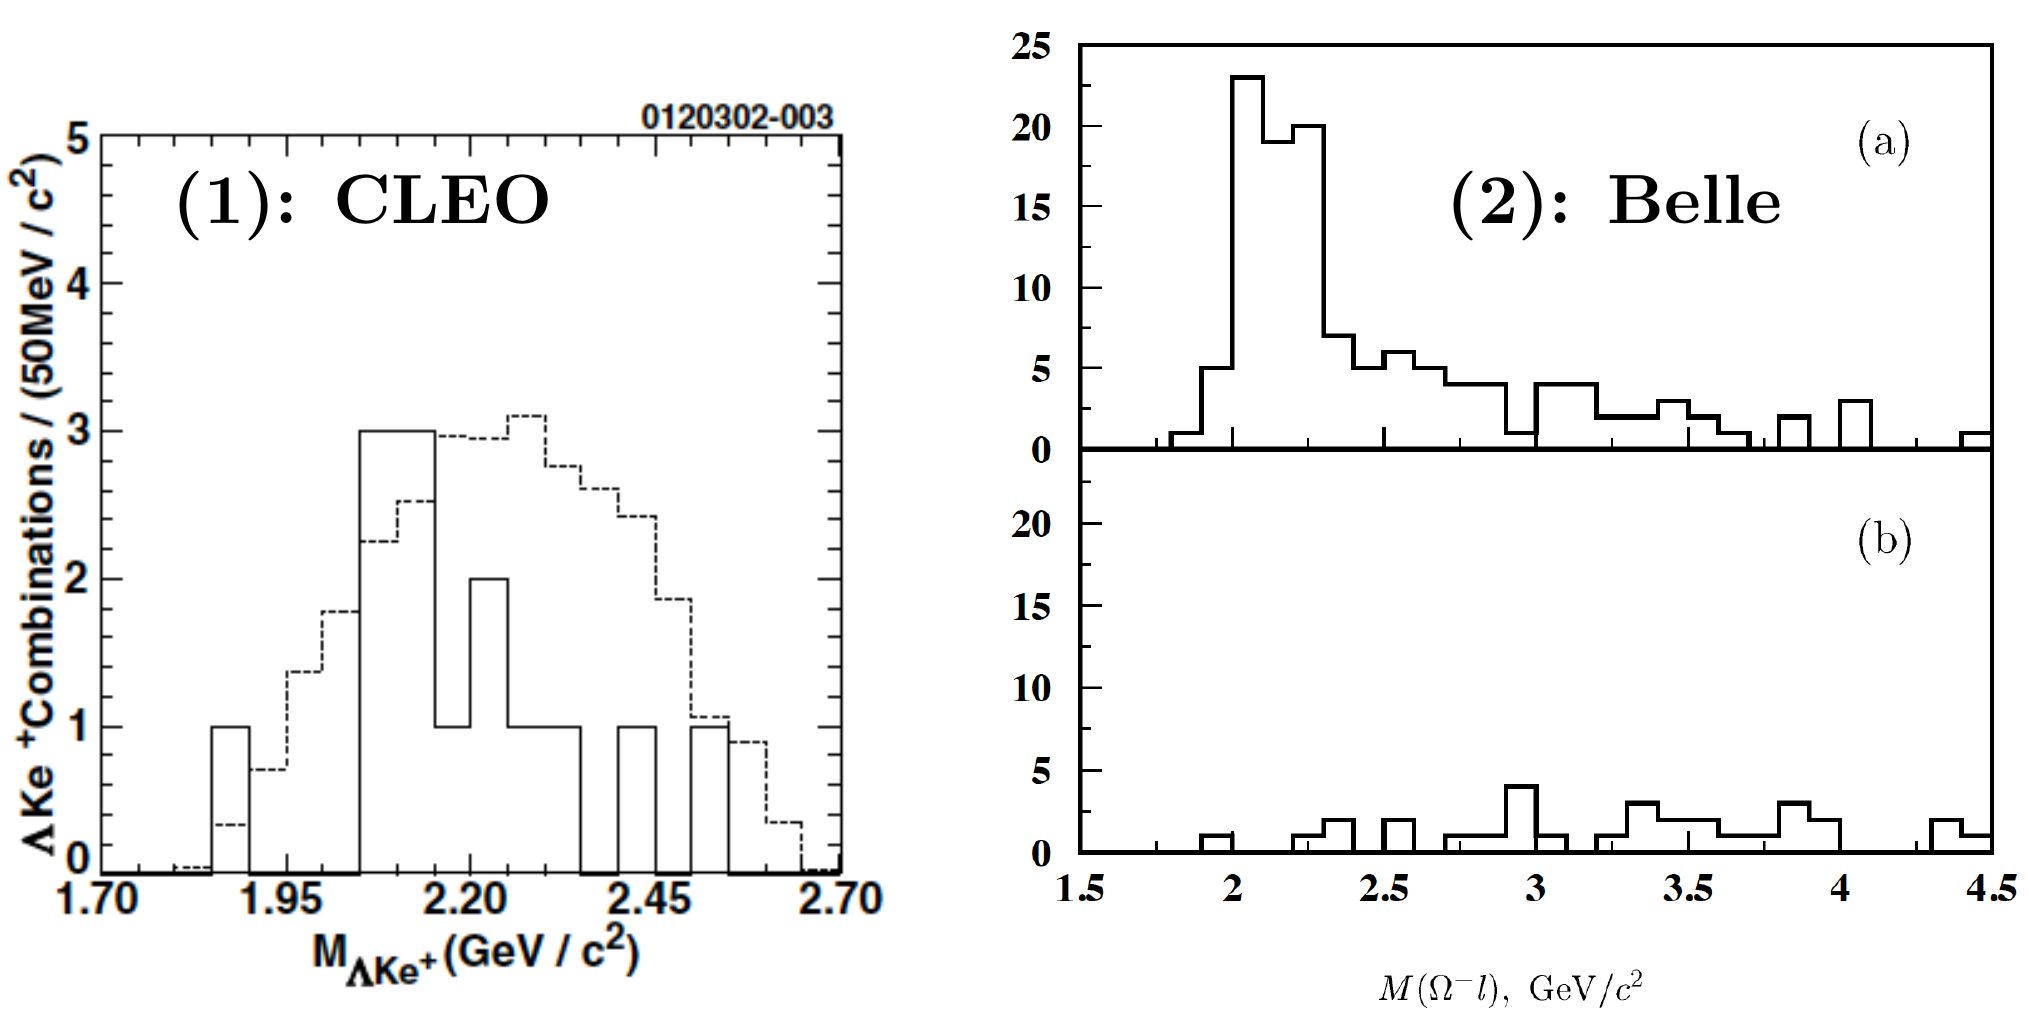 0120302-003
(1): CLEO
5
4
3
2
1
0
1.70 1.95 2.20 2.45 2.70
ΛKe⁺Combinations / (50MeV / c²)
M_ΛKe⁺ (GeV / c²)
(a)
(2): Belle
25
20
15
10
5
0
(b)
20
15
10
5
0
1.5 2 2.5 3 3.5 4 4.5
M(Ω⁻l), GeV/c²